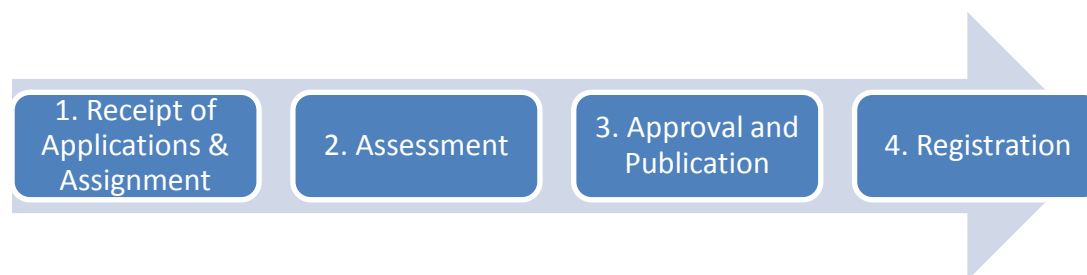 1. Receipt of
Applications &
Assignment
2. Assessment
3. Approval and
Publication
4. Registration